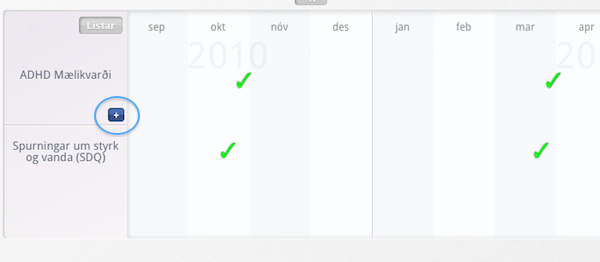 Listar
sep okt nóv des jan feb mar apr
2010 20
ADHD Mælikvarði
+
Spurningar um styrk
og vanda (SDQ)